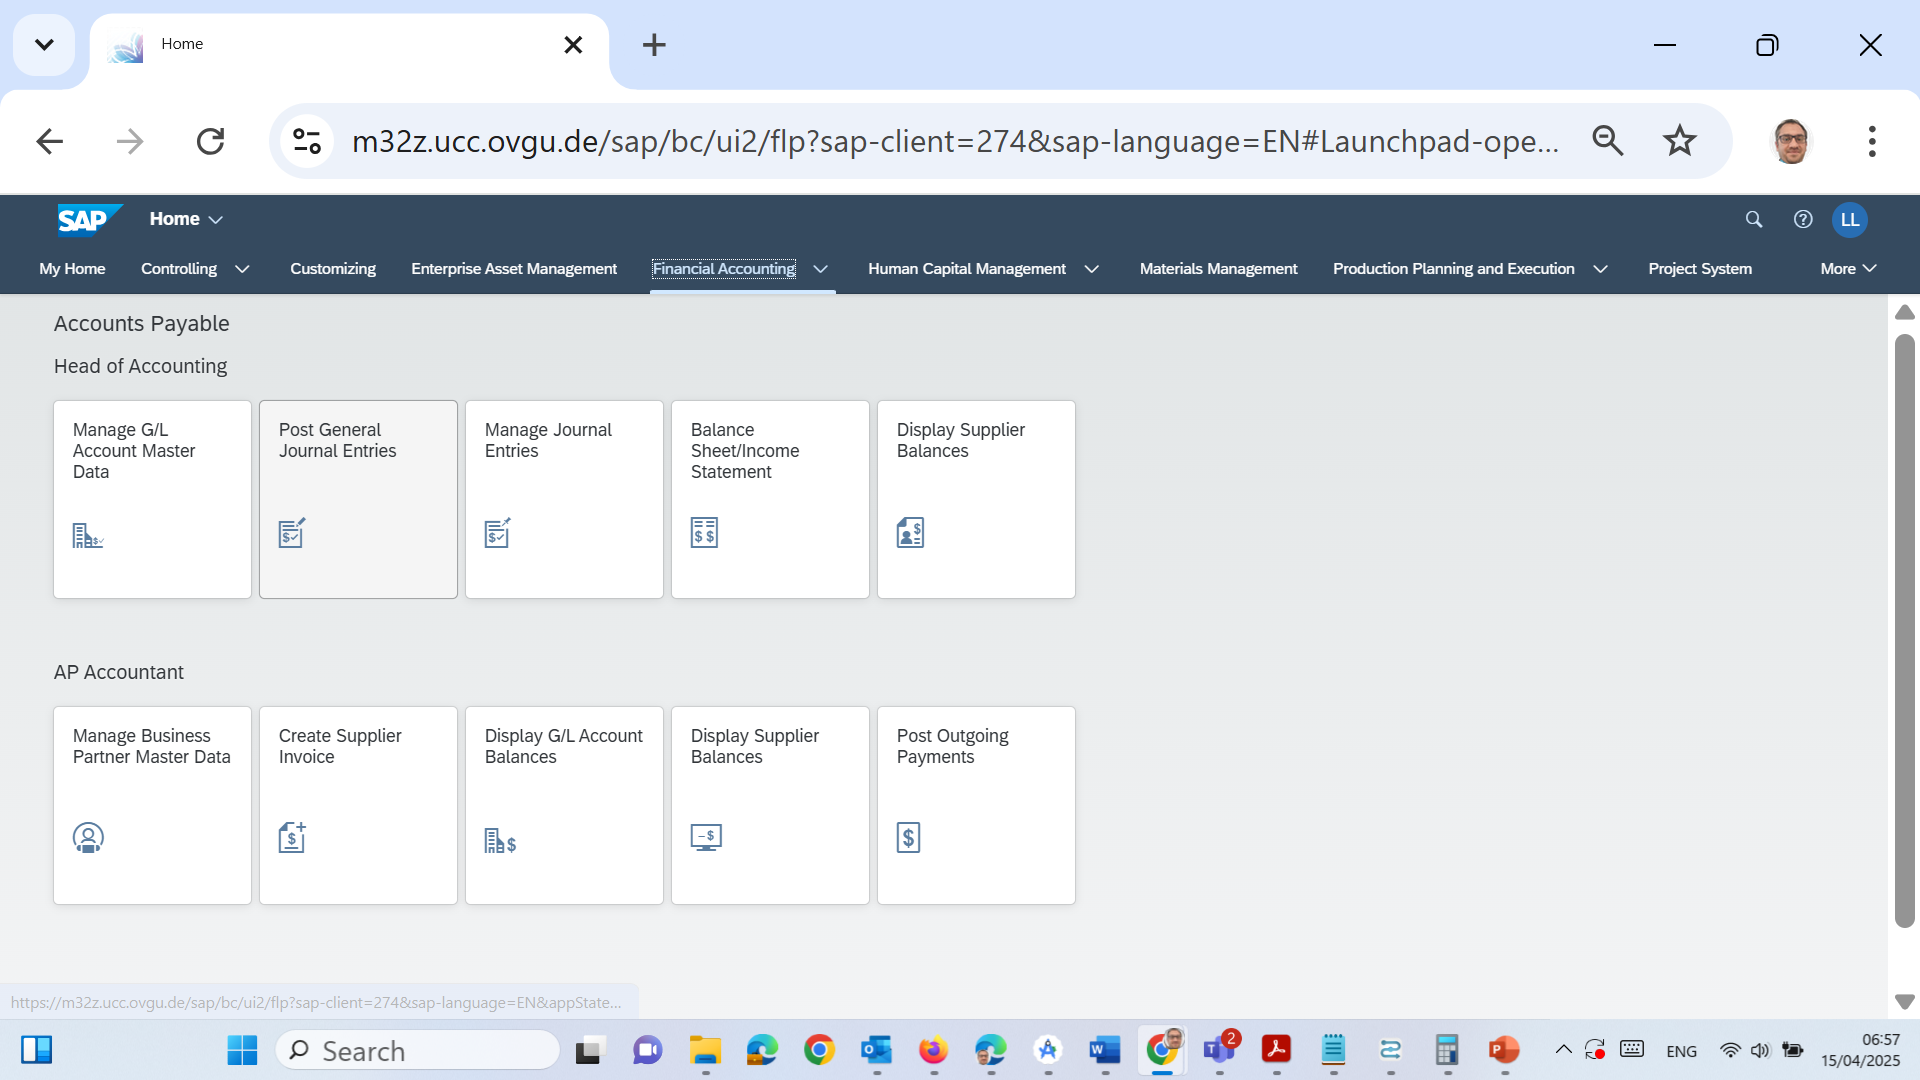 Home
m32z.ucc.ovgu.de/sap/bc/ui2/flp?sap-client=274&sap-language=EN#Launchpad-ope...
SAP Home LL
My Home Controlling Customizing Enterprise Asset Management Financial Accounting Human Capital Management Materials Management Production Planning and Execution Project System More
Accounts Payable
Head of Accounting
Manage G/L
Account Master
Data
Post General
Journal Entries
Manage Journal
Entries
Balance
Sheet/Income
Statement
Display Supplier
Balances
AP Accountant
Manage Business
Partner Master Data
Create Supplier
Invoice
Display G/L Account
Balances
Display Supplier
Balances
Post Outgoing
Payments
https://m32z.ucc.ovgu.de/sap/bc/ui2/flp?sap-client=274&sap-language=EN&appState...
Search
2
ENG
06:57
15/04/2025